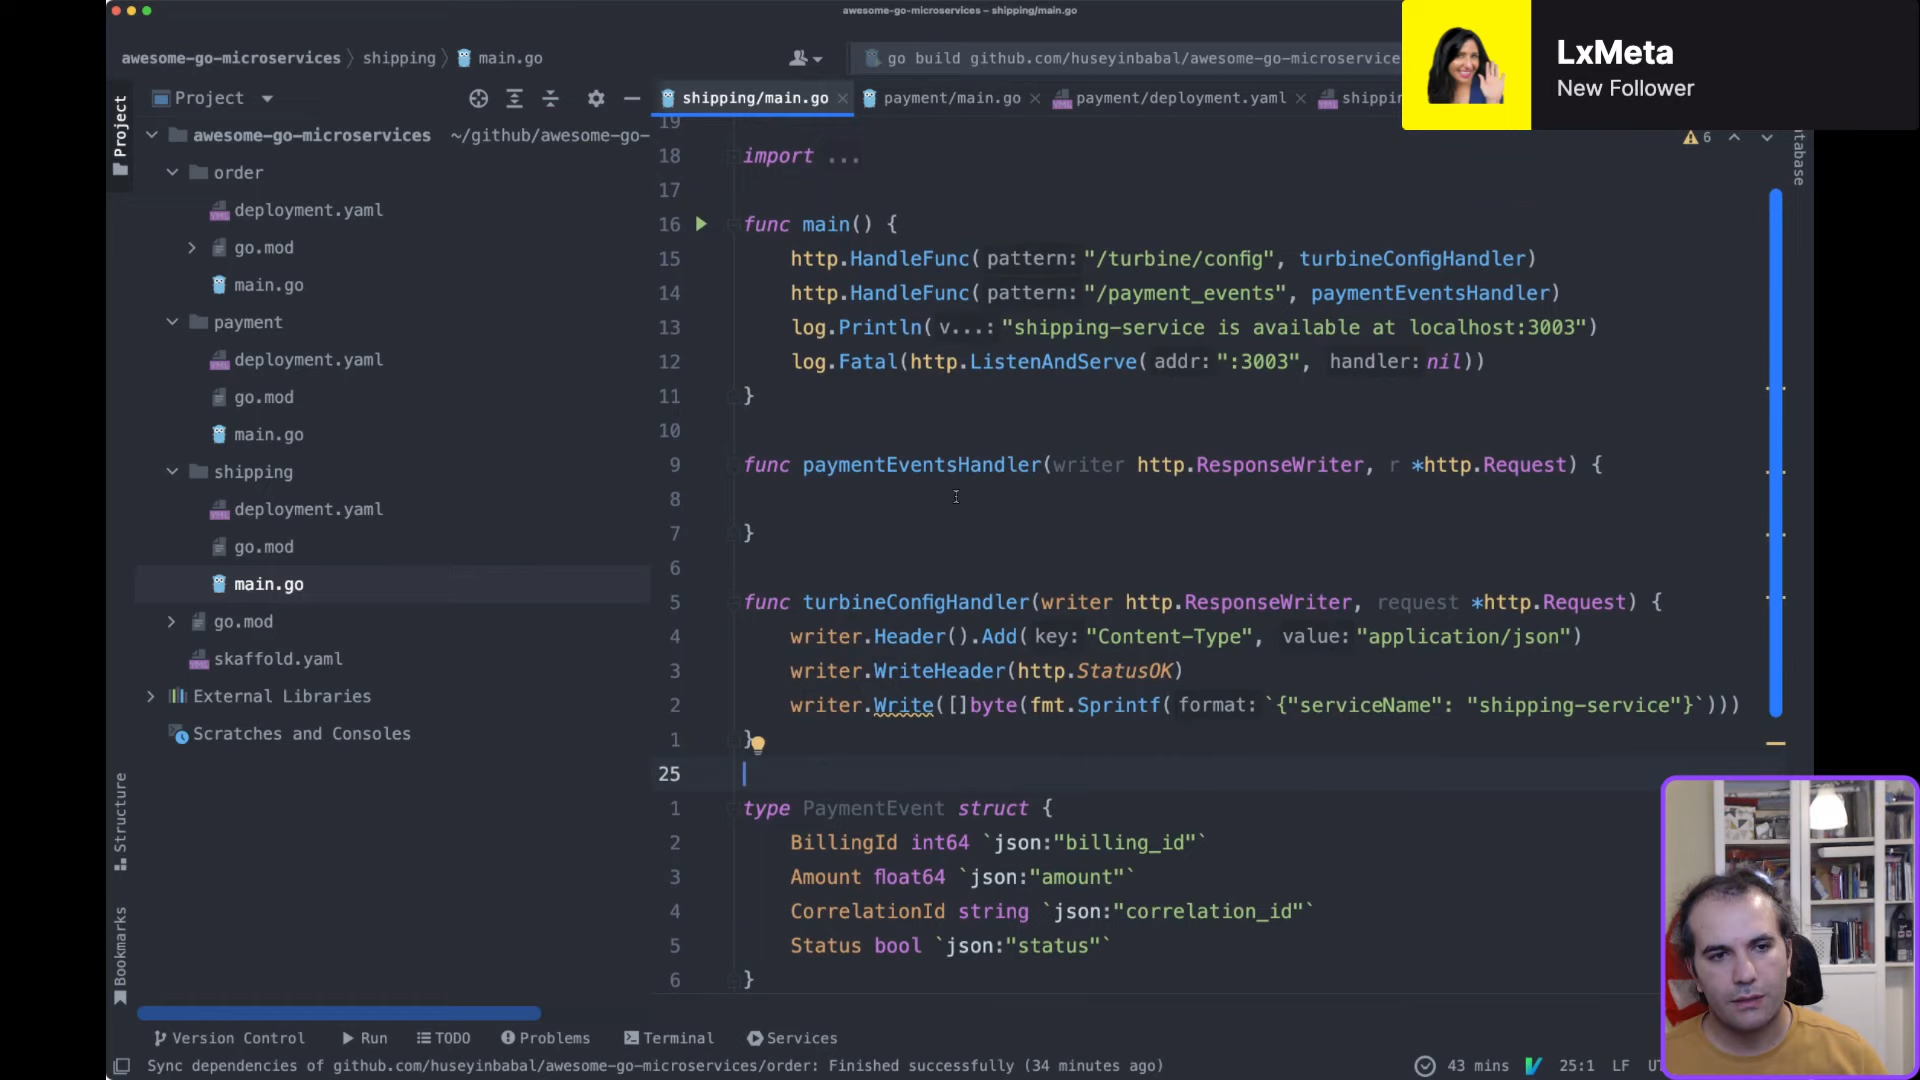 awesome-go-microservices – shipping/main.go
LxMeta
New Follower
awesome-go-microservices
shipping
main.go
go build github.com/huseyinbabal/awesome-go-microservice
Project
shipping/main.go
payment/main.go
payment/deployment.yaml
Project
awesome-go-microservices ~/github/awesome-go-
order
deployment.yaml
go.mod
main.go
payment
deployment.yaml
go.mod
main.go
shipping
deployment.yaml
go.mod
main.go
go.mod
skaffold.yaml
External Libraries
Scratches and Consoles
Structure
Bookmarks
6
19
18 import ...
17
16 func main() {
15 http.HandleFunc( pattern: "/turbine/config", turbineConfigHandler)
14 http.HandleFunc( pattern: "/payment_events", paymentEventsHandler)
13 log.Println( v...: "shipping-service is available at localhost:3003")
12 log.Fatal(http.ListenAndServe( addr: ":3003", handler: nil))
11 }
10
9 func paymentEventsHandler(writer http.ResponseWriter, r *http.Request) {
8
7 }
6
5 func turbineConfigHandler(writer http.ResponseWriter, request *http.Request) {
4 writer.Header().Add( key: "Content-Type", value: "application/json")
3 writer.WriteHeader(http.StatusOK)
2 writer.Write([]byte(fmt.Sprintf( format: `{"serviceName": "shipping-service"}`)))
1 }
25
1 type PaymentEvent struct {
2 BillingId int64 `json:"billing_id"`
3 Amount float64 `json:"amount"`
4 CorrelationId string `json:"correlation_id"`
5 Status bool `json:"status"`
6 }
Version Control
Run
TODO
Problems
Terminal
Services
Sync dependencies of github.com/huseyinbabal/awesome-go-microservices/order: Finished successfully (34 minutes ago)
43 mins
25:1
LF